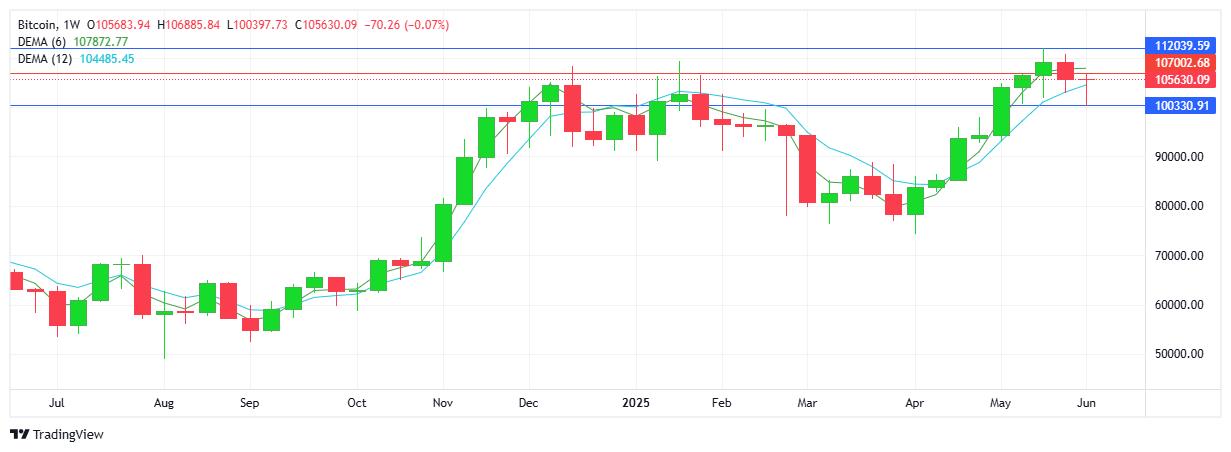 Bitcoin, 1W O105683.94 H106885.84 L100397.73 C105630.09 −70.26 (−0.07%)
DEMA (6) 107872.77
DEMA (12) 104485.45
112039.59
107002.68
105630.09
100330.91
90000.00
80000.00
70000.00
60000.00
50000.00
Jul Aug Sep Oct Nov Dec 2025 Feb Mar Apr May Jun
TradingView